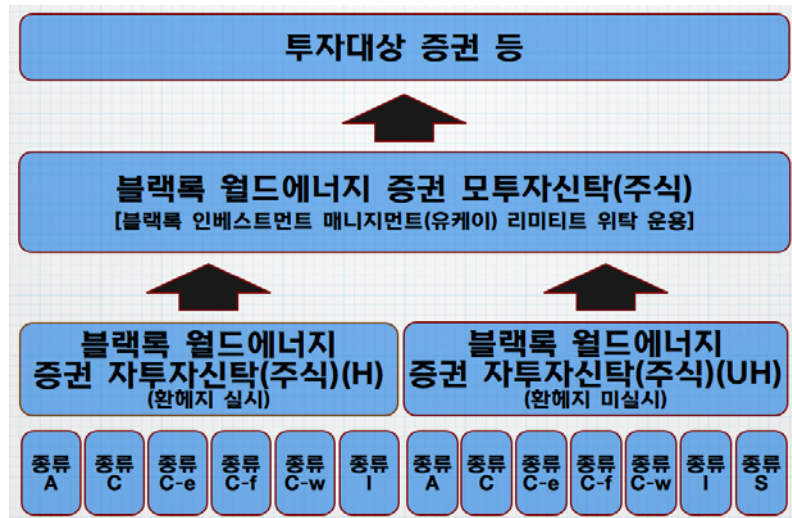 투자대상 증권 등
블랙록 월드에너지 증권 모투자신탁(주식)
[블랙록 인베스트먼트 매니지먼트(유케이) 리미티드 위탁 운용]
블랙록 월드에너지
증권 자투자신탁(주식)(H)
(환헤지 실시)
블랙록 월드에너지
증권 자투자신탁(주식)(UH)
(환헤지 미실시)
종류
A
종류
C
종류
C-e
종류
C-f
종류
C-w
종류
I
종류
A
종류
C
종류
C-e
종류
C-f
종류
C-w
종류
I
종류
S